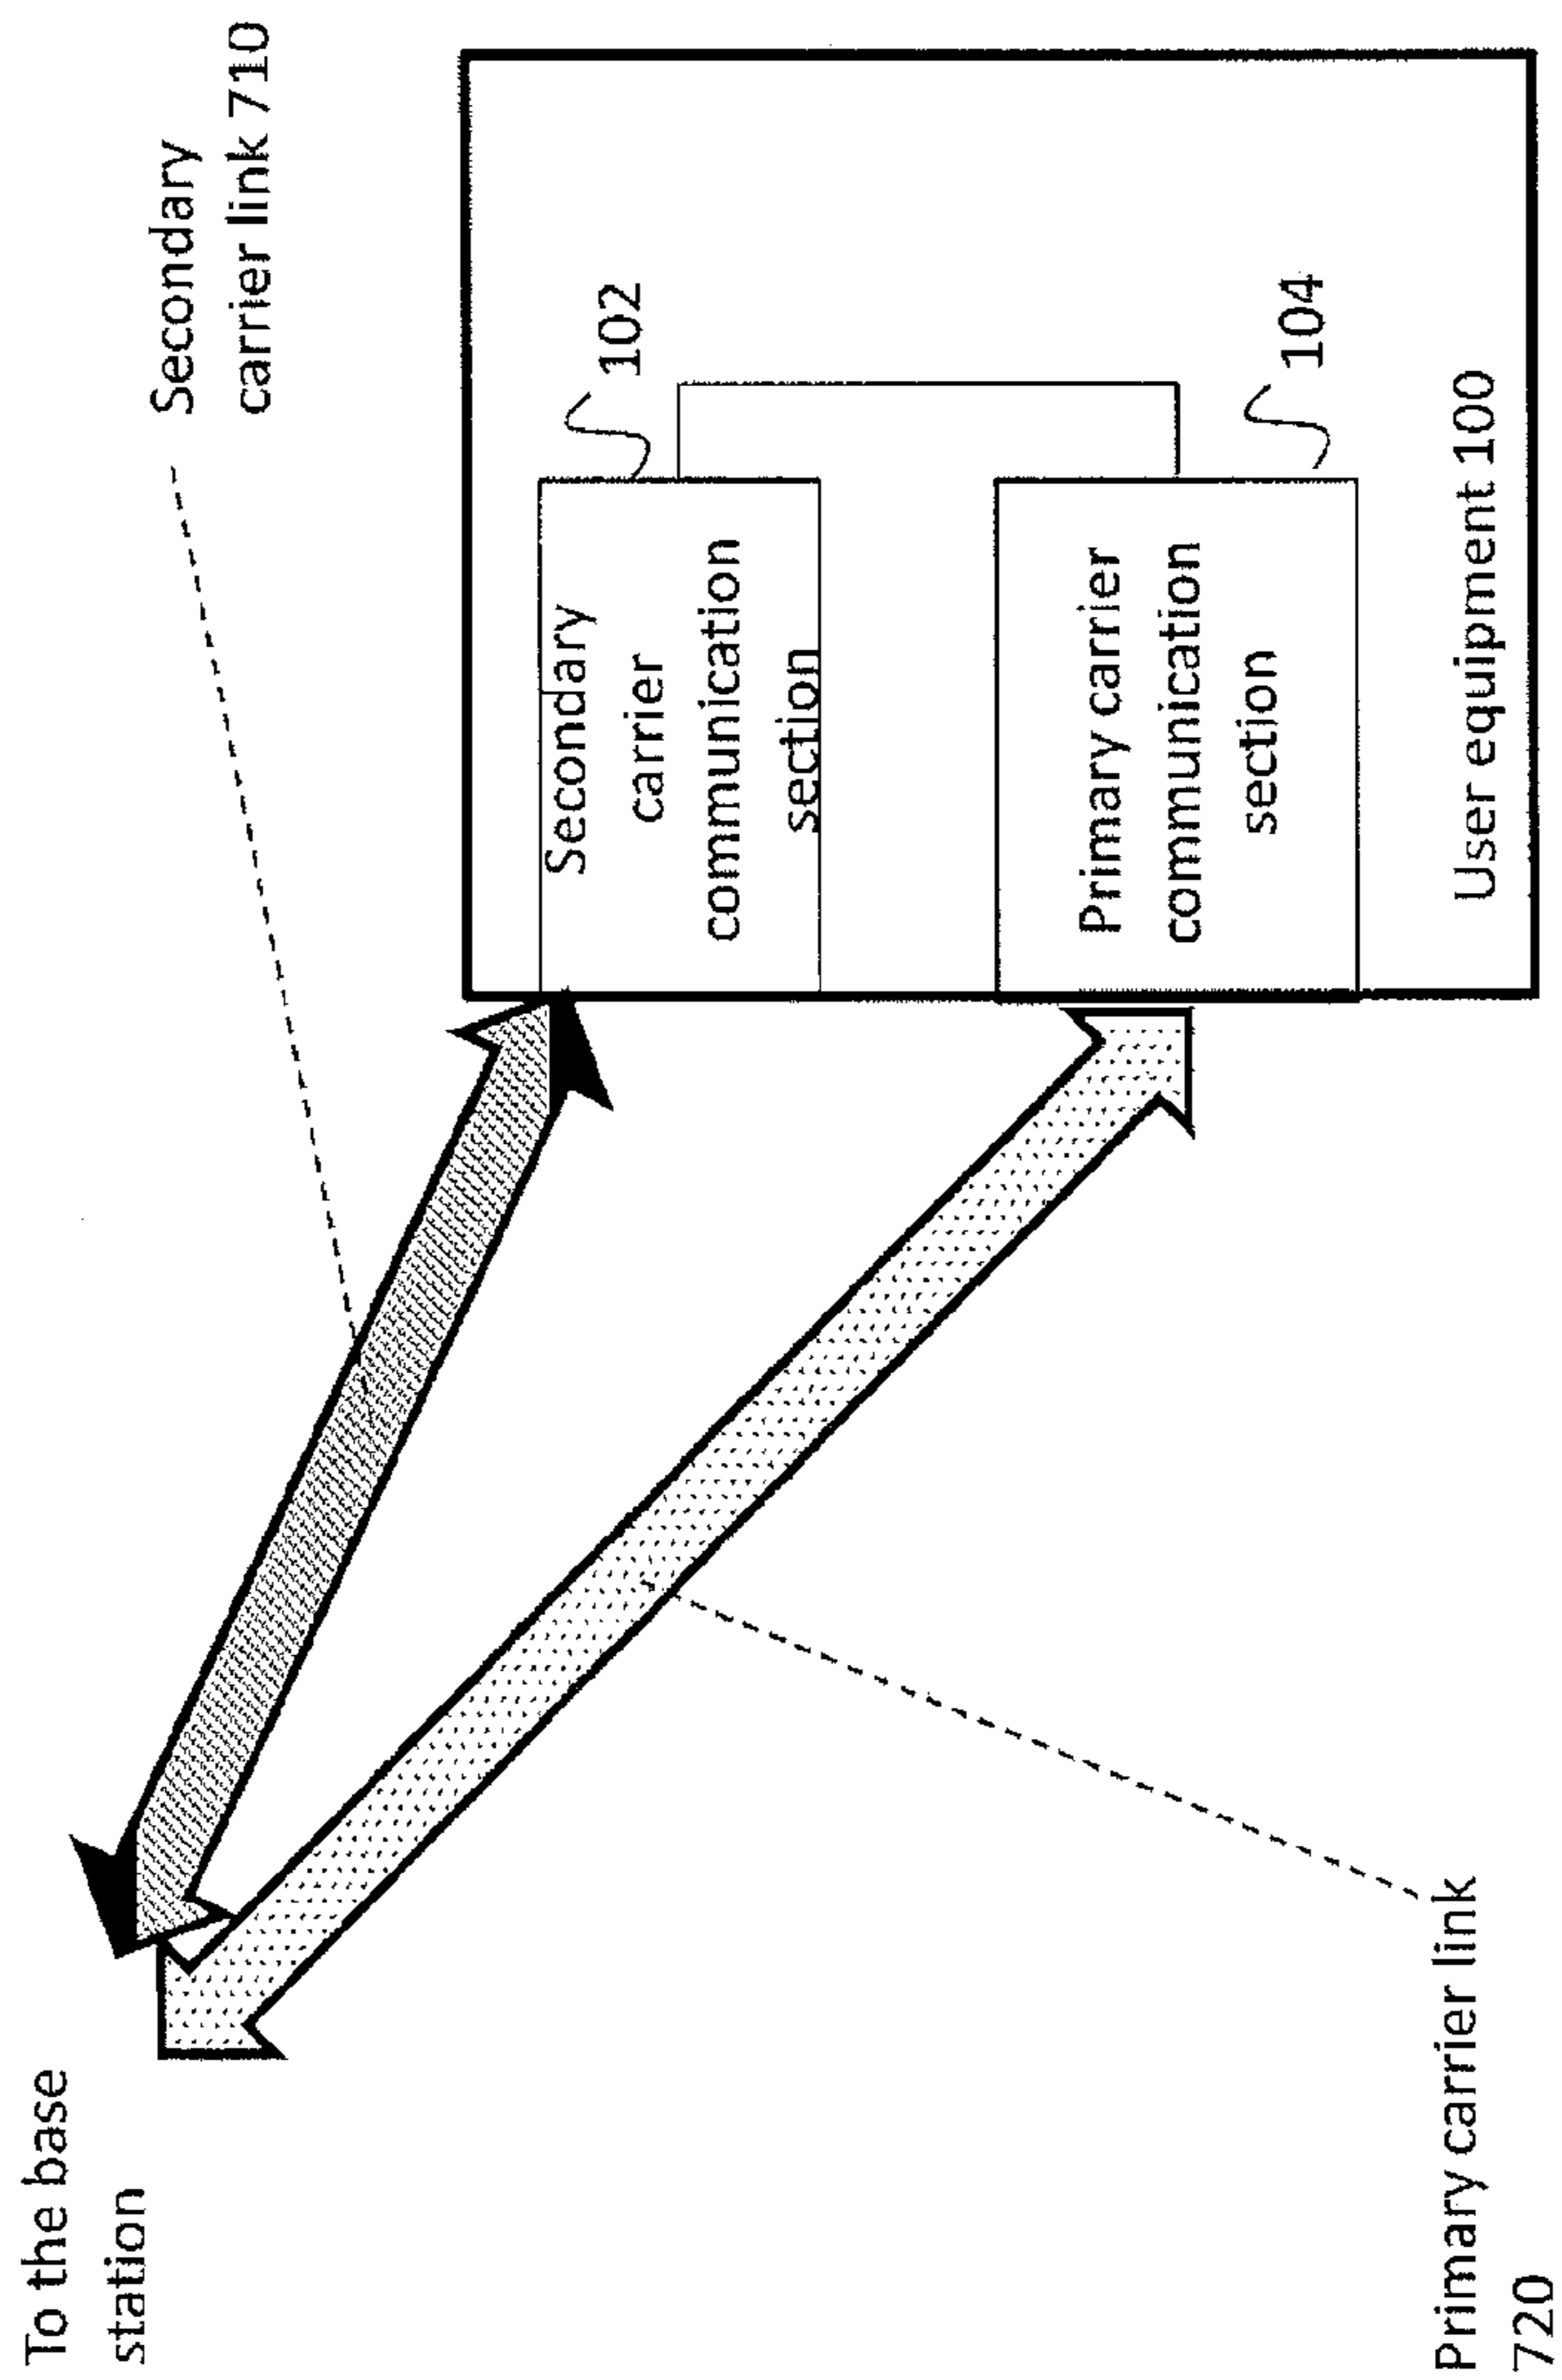 To the base
station
Secondary
carrier link 710
Secondary
carrier
communication
section
102
Primary carrier
communication
section
104
User equipment 100
Primary carrier link
720